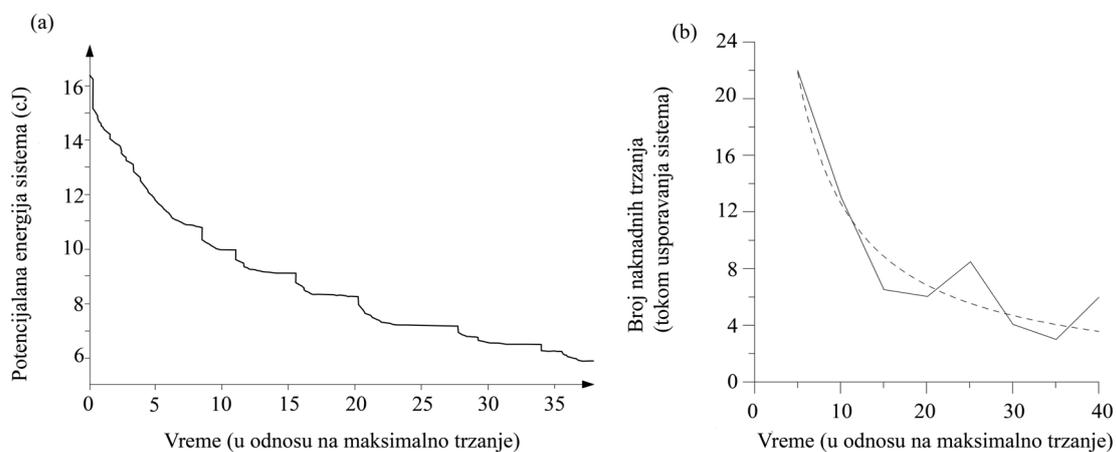 (a)
Potencijalana energija sistema (cJ)
16
14
12
10
8
6
0 5 10 15 20 25 30 35
Vreme (u odnosu na maksimalno trzanje)
(b)
Broj naknadnih trzanja
(tokom usporavanja sistema)
24
20
16
12
8
4
0
0 10 20 30 40
Vreme (u odnosu na maksimalno trzanje)